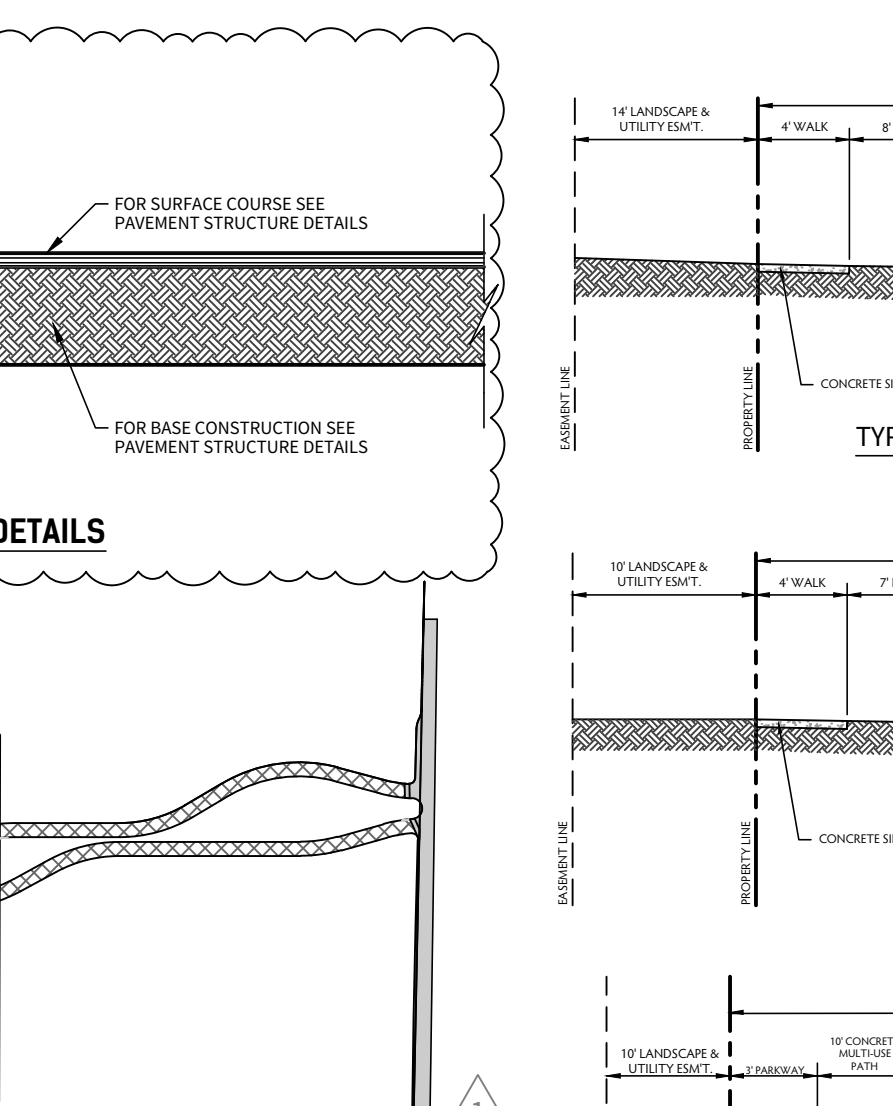 FOR SURFACE COURSE SEE
PAVEMENT STRUCTURE DETAILS
FOR BASE CONSTRUCTION SEE
PAVEMENT STRUCTURE DETAILS
DETAILS
14' LANDSCAPE &
UTILITY ESM'T.
4' WALK
8'
EASEMENT LINE
PROPERTY LINE
CONCRETE SI
TYP
10' LANDSCAPE &
UTILITY ESM'T.
4' WALK
7'
EASEMENT LINE
PROPERTY LINE
CONCRETE SI
10' LANDSCAPE &
UTILITY ESM'T.
3' PARKWAY
10' CONCRET
MULTI-USE
PATH
1